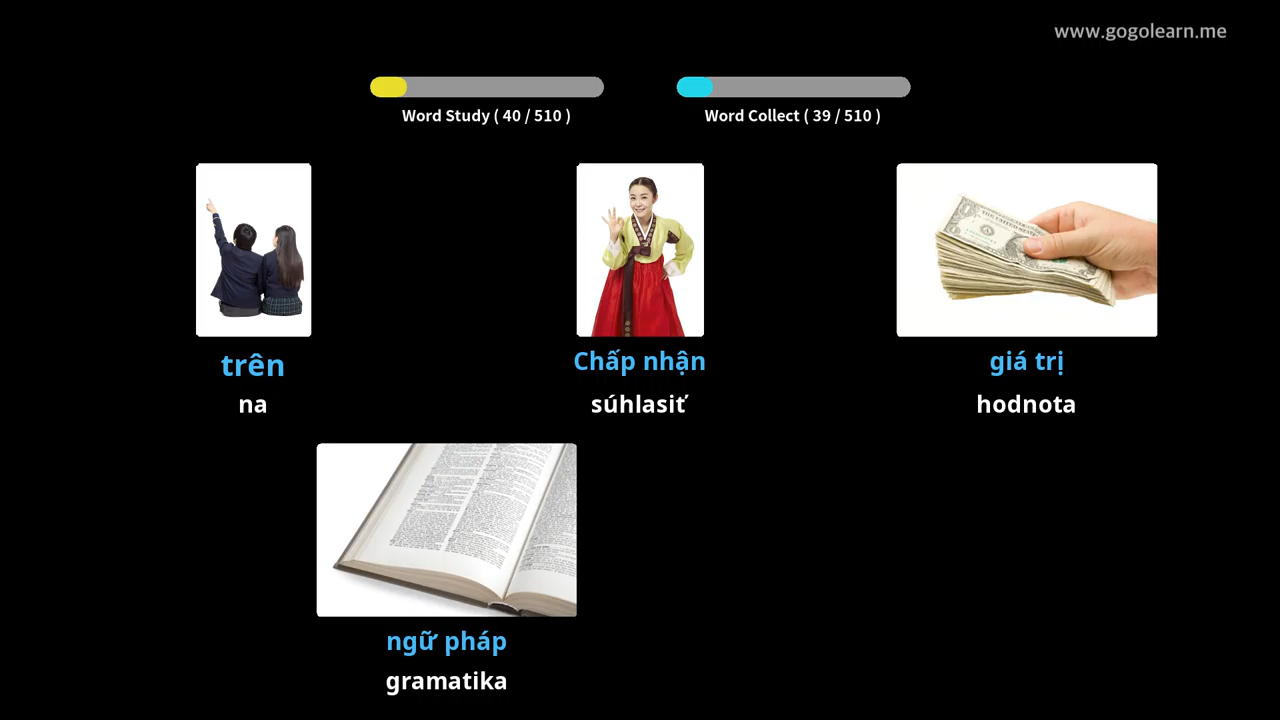 www.gogolearn.me
Word Study ( 40 / 510 )
Word Collect ( 39 / 510 )
trên
na
Chấp nhận
súhlasiť
giá trị
hodnota
ngữ pháp
gramatika